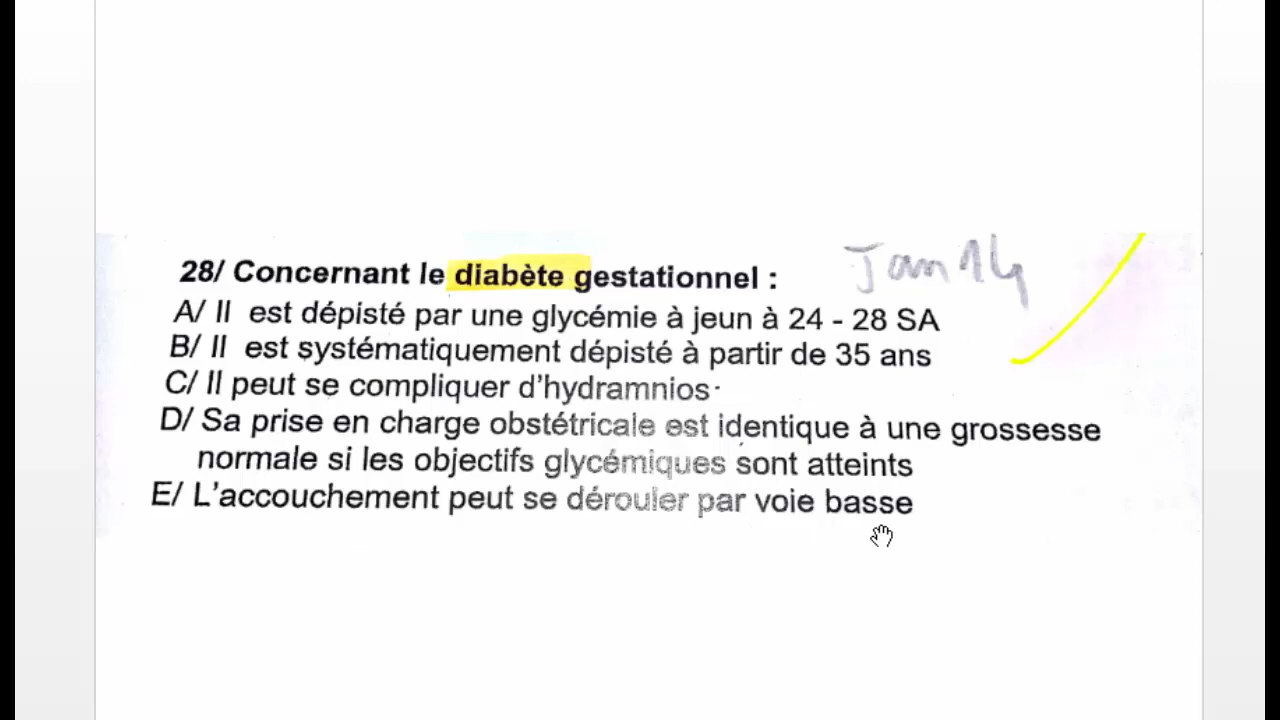 Jan 14
28/ Concernant le diabète gestationnel :
A/ Il est dépisté par une glycémie à jeun à 24 - 28 SA
B/ Il est systématiquement dépisté à partir de 35 ans
C/ Il peut se compliquer d'hydramnios
D/ Sa prise en charge obstétricale est identique à une grossesse
normale si les objectifs glycémiques sont atteints
E/ L'accouchement peut se dérouler par voie basse